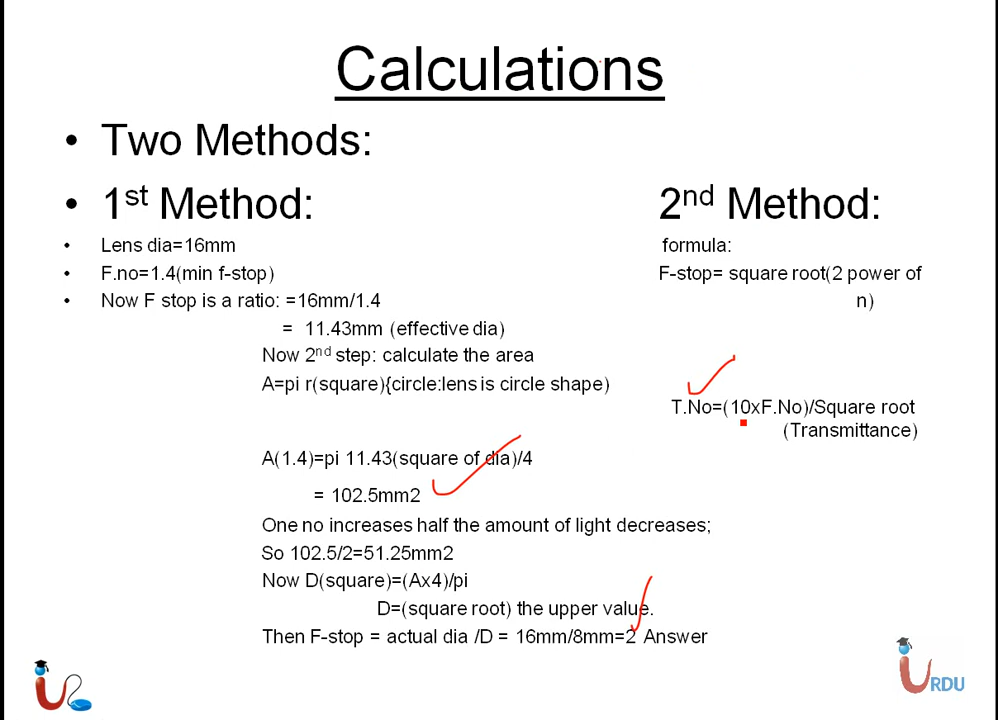 Calculations
• Two Methods:
• 1st Method:
• Lens dia=16mm
• F.no=1.4(min f-stop)
• Now F stop is a ratio: =16mm/1.4
= 11.43mm (effective dia)
Now 2nd step: calculate the area
A=pi r(square){circle:lens is circle shape)
A(1.4)=pi 11.43(square of dia)/4
= 102.5mm2
One no increases half the amount of light decreases;
So 102.5/2=51.25mm2
Now D(square)=(Ax4)/pi
D=(square root) the upper value.
Then F-stop = actual dia /D = 16mm/8mm=2 Answer
2nd Method:
formula:
F-stop= square root(2 power of
n)
T.No=(10xF.No)/Square root
(Transmittance)
URDU